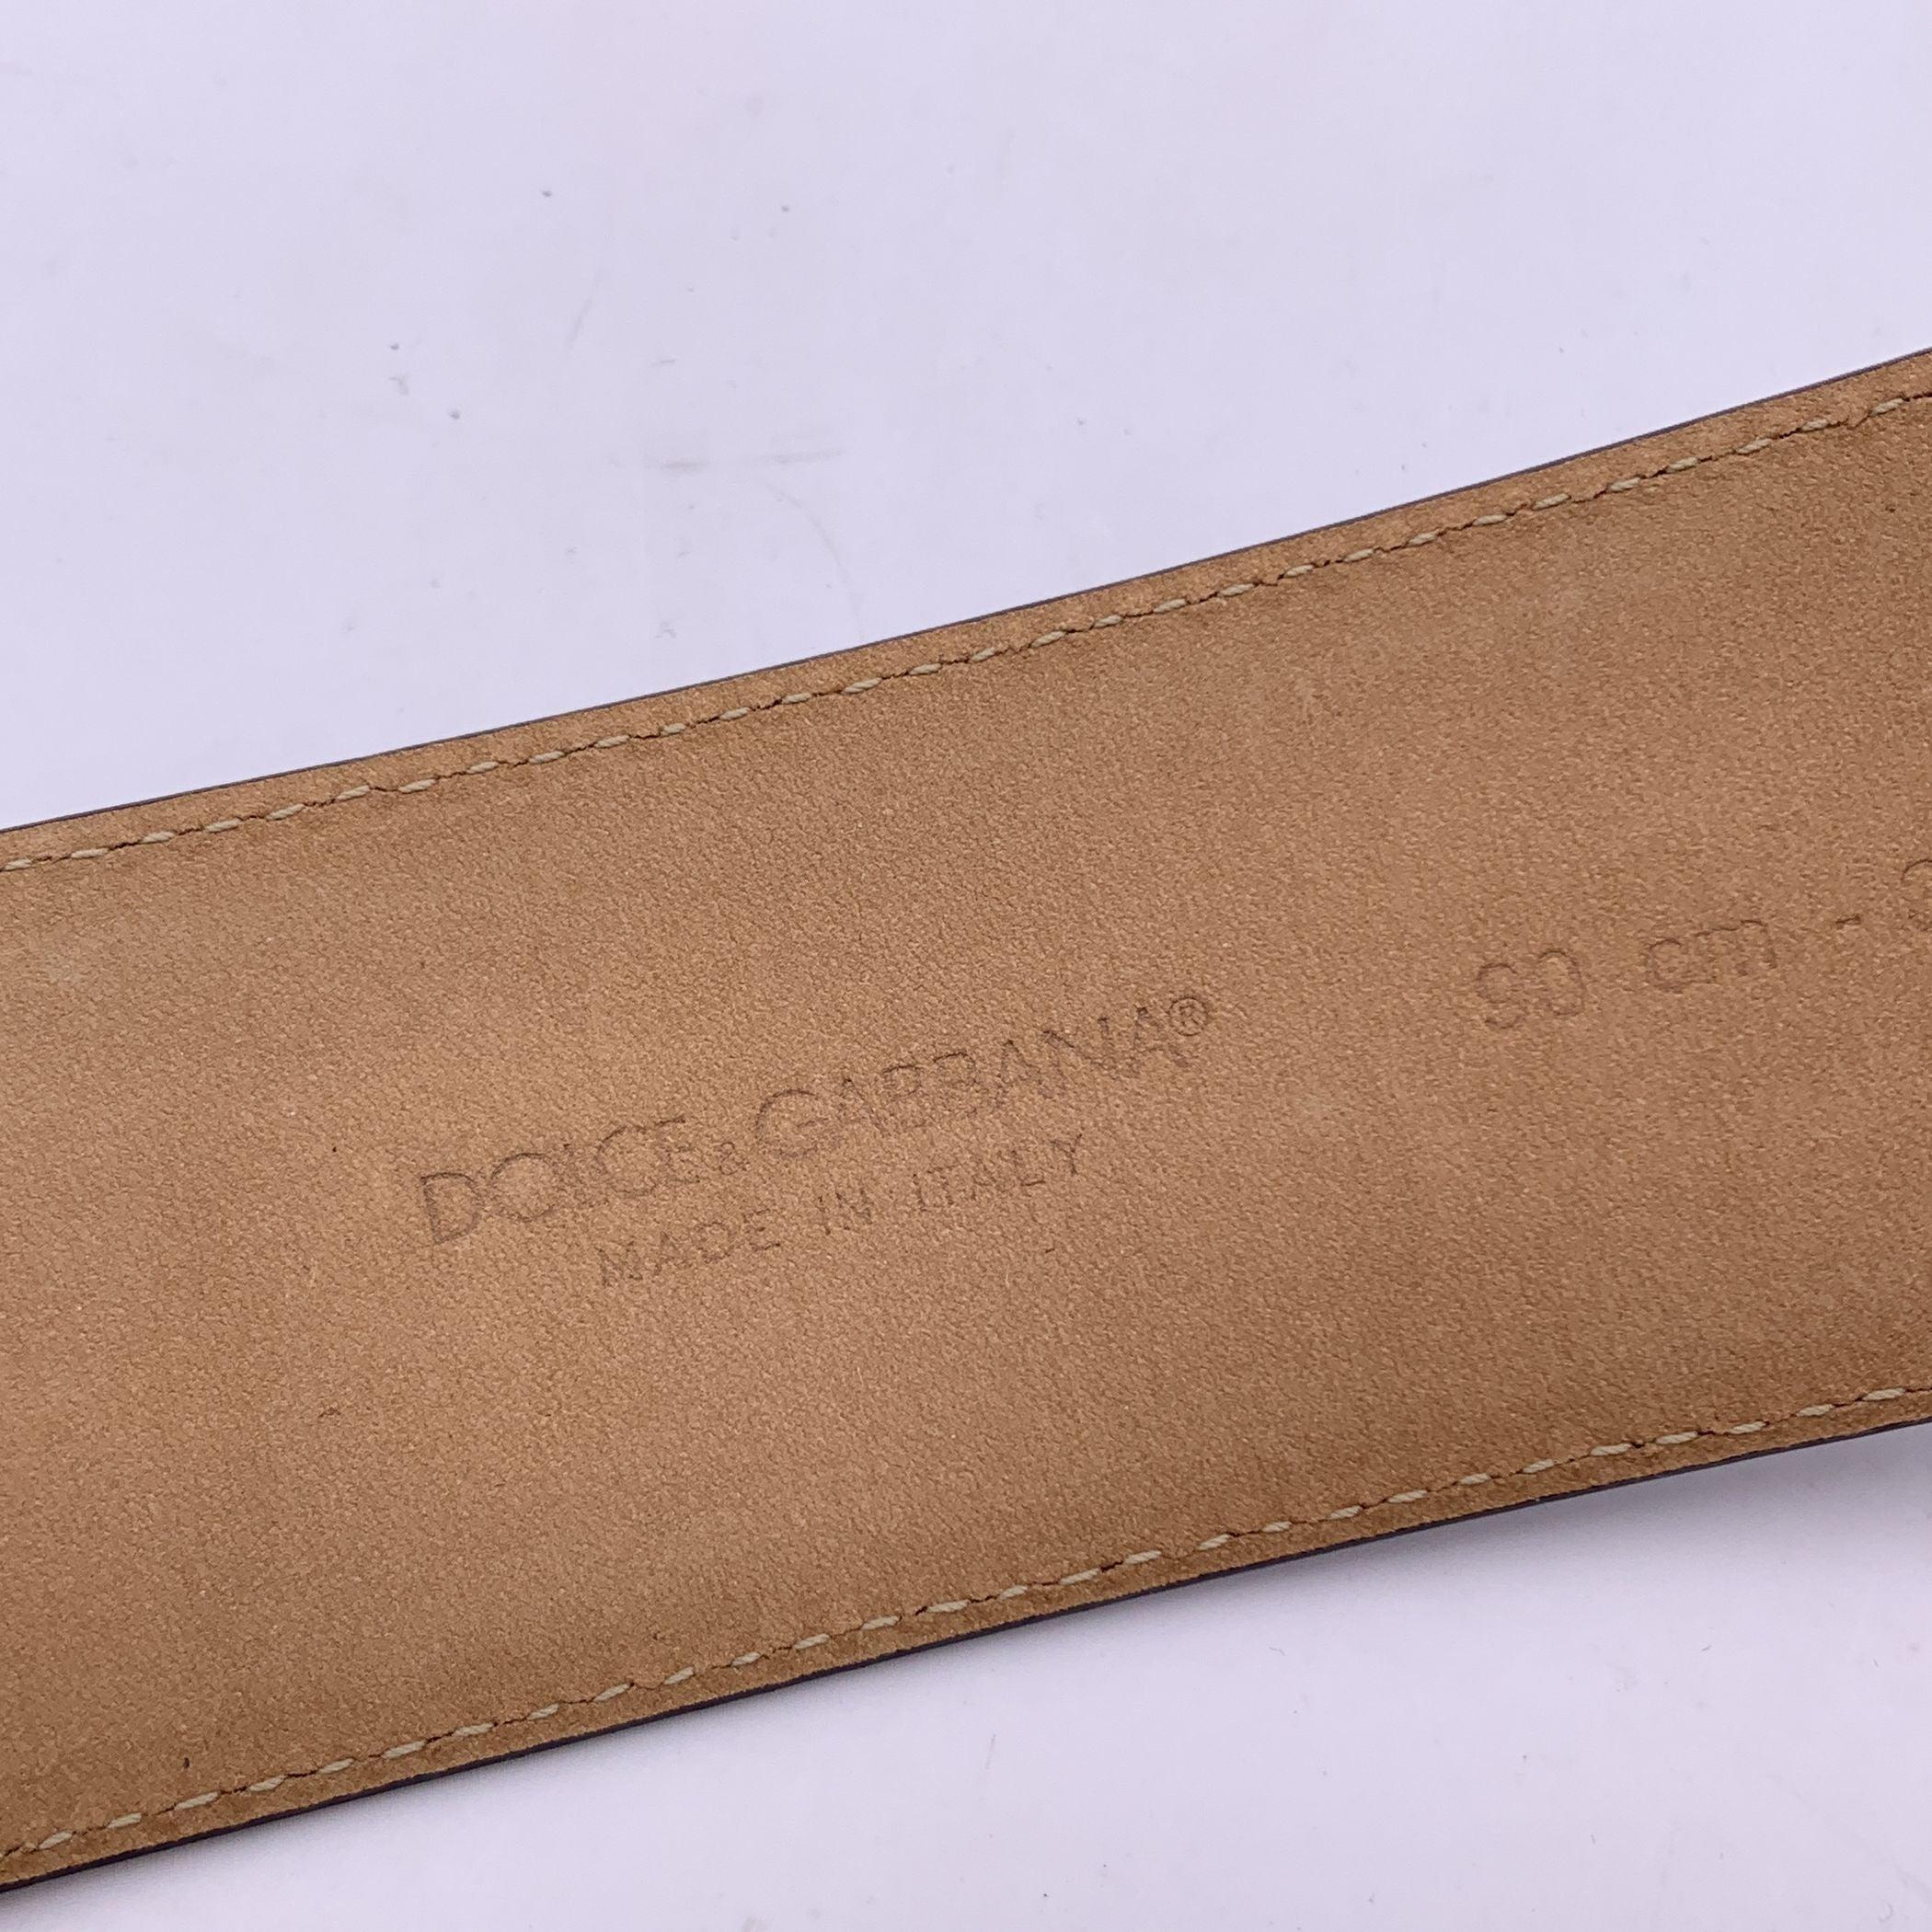 DOLCE & GABBANA®
MADE IN ITALY
90 cm -